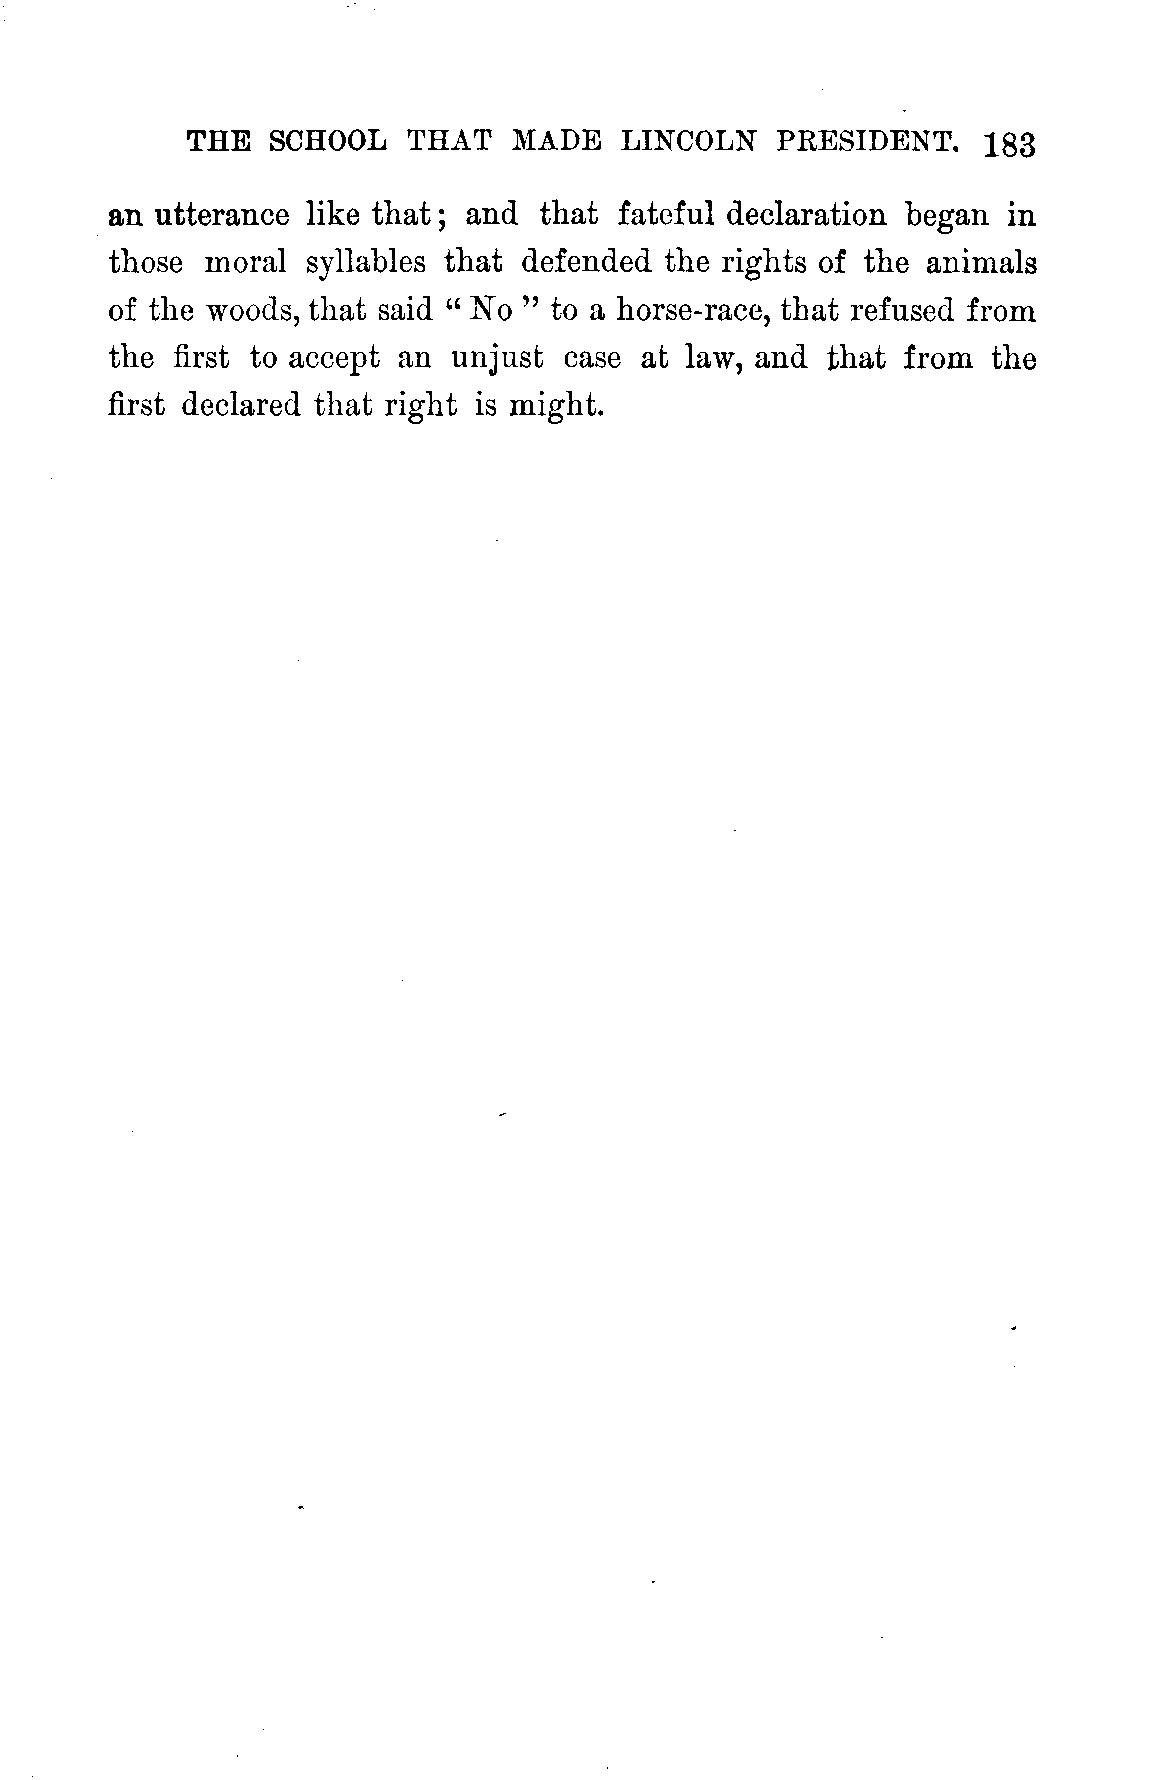 THE SCHOOL THAT MADE LINCOLN PRESIDENT. 183
an utterance like that; and that fateful declaration began in
those moral syllables that defended the rights of the animals
of the woods, that said “ No ” to a horse-race, that refused from
the first to accept an unjust case at law, and that from the
first declared that right is might.